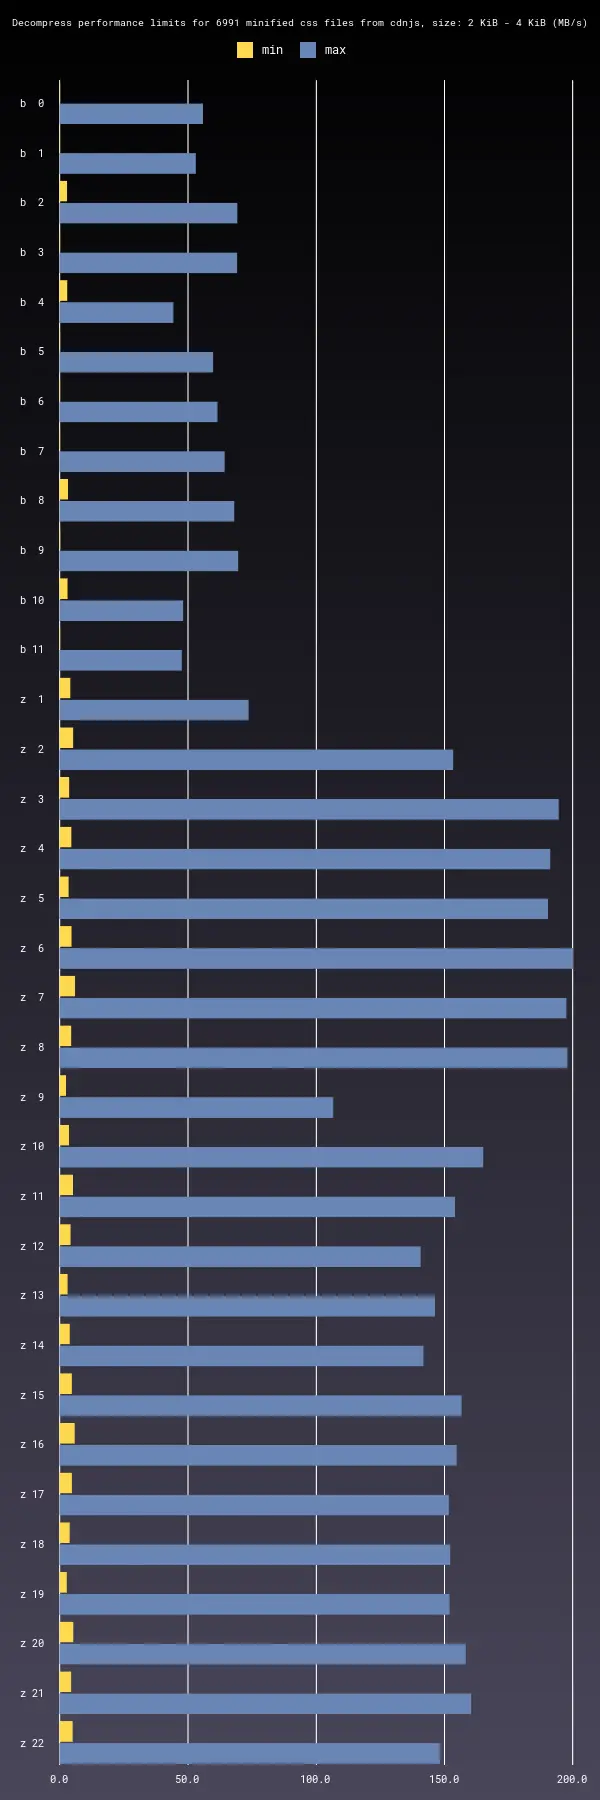 Decompress performance limits for 6991 minified css files from cdnjs, size: 2 KiB - 4 KiB (MB/s)
min max
b 0
b 1
b 2
b 3
b 4
b 5
b 6
b 7
b 8
b 9
b 10
b 11
z 1
z 2
z 3
z 4
z 5
z 6
z 7
z 8
z 9
z 10
z 11
z 12
z 13
z 14
z 15
z 16
z 17
z 18
z 19
z 20
z 21
z 22
0.0 50.0 100.0 150.0 200.0